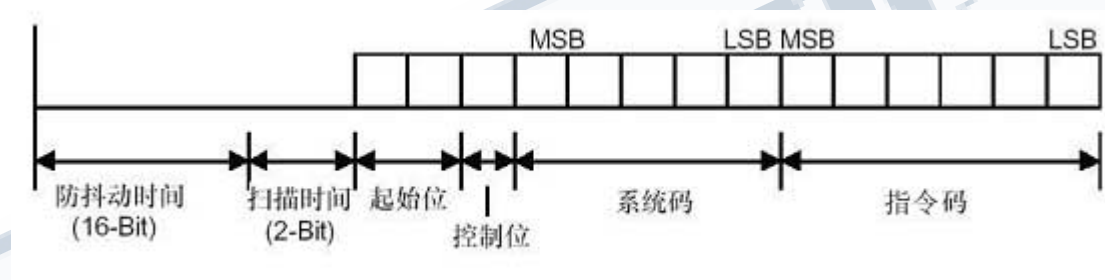 MSB LSB MSB LSB
防抖动时间 扫描时间 起始位 系统码 指令码
(16-Bit) (2-Bit) 控制位